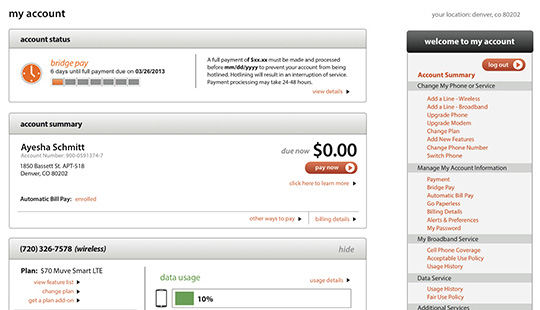 my account
your location: denver, co 80202
account status
bridge pay
6 days until full payment due on 03/26/2013
A full payment of $xx.xx must be made and processed
before mm/dd/yyyy to prevent your account from being
hotlined. Hotlining will result in an interruption of service.
Payment processing may take 24-48 hours.
view details
account summary
Ayesha Schmitt
Account Number: 900-0591374-7
1850 Bassett St. APT-518
Denver, CO 80202
due now $0.00
pay now
click here to learn more
Automatic Bill Pay: enrolled
other ways to pay
billing details
(720) 326-7578 (wireless)
hide
Plan: $70 Muve Smart LTE
view feature list
change plan
get a plan add-on
data usage
usage details
10%
welcome to my account
log out
Account Summary
Change My Phone or Service
Add a Line - Wireless
Add a Line - Broadband
Upgrade Phone
Upgrade Modem
Change Plan
Add New Features
Change Phone Number
Switch Phone
Manage My Account Information
Payment
Bridge Pay
Automatic Bill Pay
Go Paperless
Billing Details
Alerts & Preferences
My Password
My Broadband Service
Cell Phone Coverage
Acceptable Use Policy
Usage History
Data Service
Usage History
Fair Use Policy
Additional Services